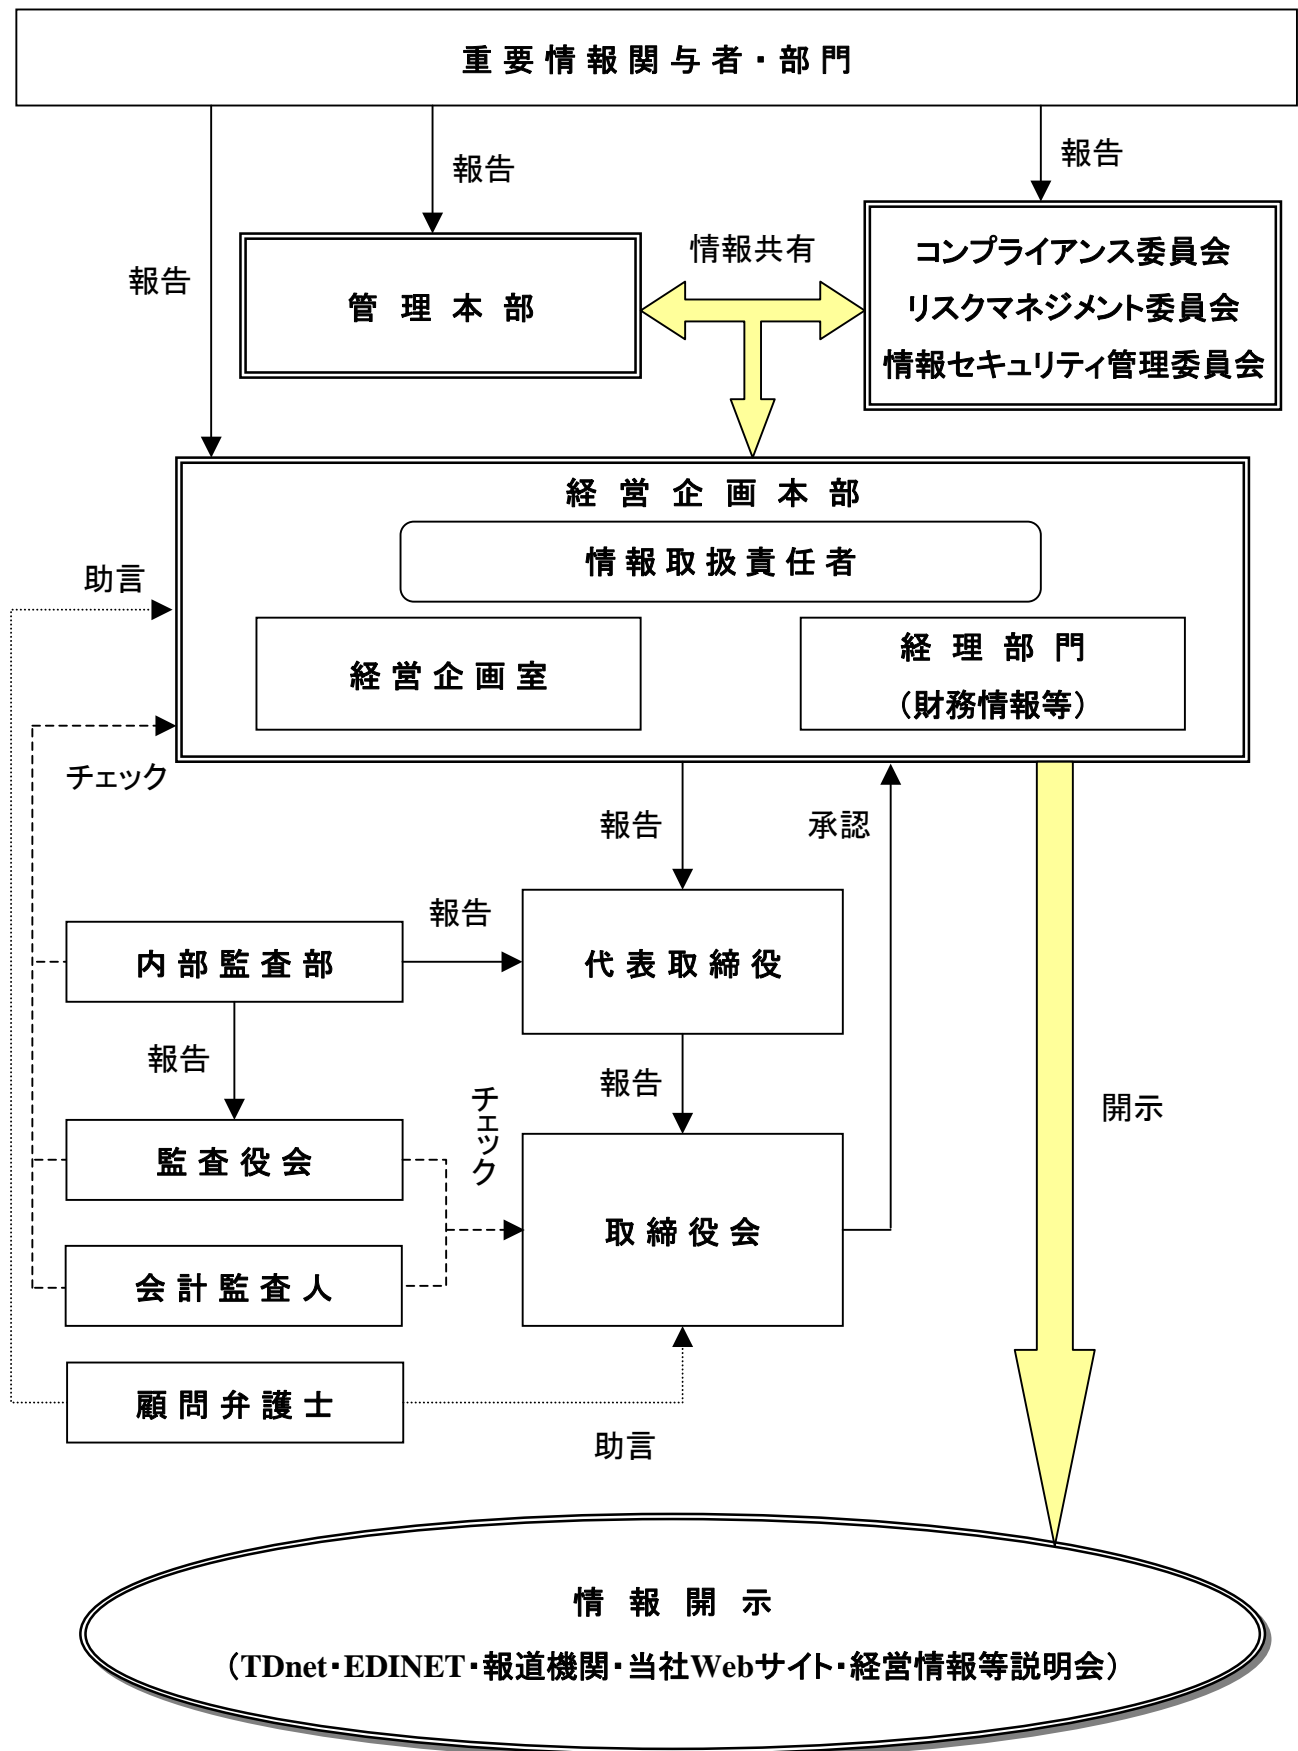 重要情報関与者・部門
報告
報告
報告
情報共有
管理本部
コンプライアンス委員会
リスクマネジメント委員会
情報セキュリティ管理委員会
経営企画本部
情報取扱責任者
助言
経営企画室
経理部門
（財務情報等）
チェック
報告
承認
内部監査部
報告
代表取締役
報告
報告
チェック
開示
監査役会
取締役会
会計監査人
顧問弁護士
助言
情報開示
（TDnet・EDINET・報道機関・当社Webサイト・経営情報等説明会）